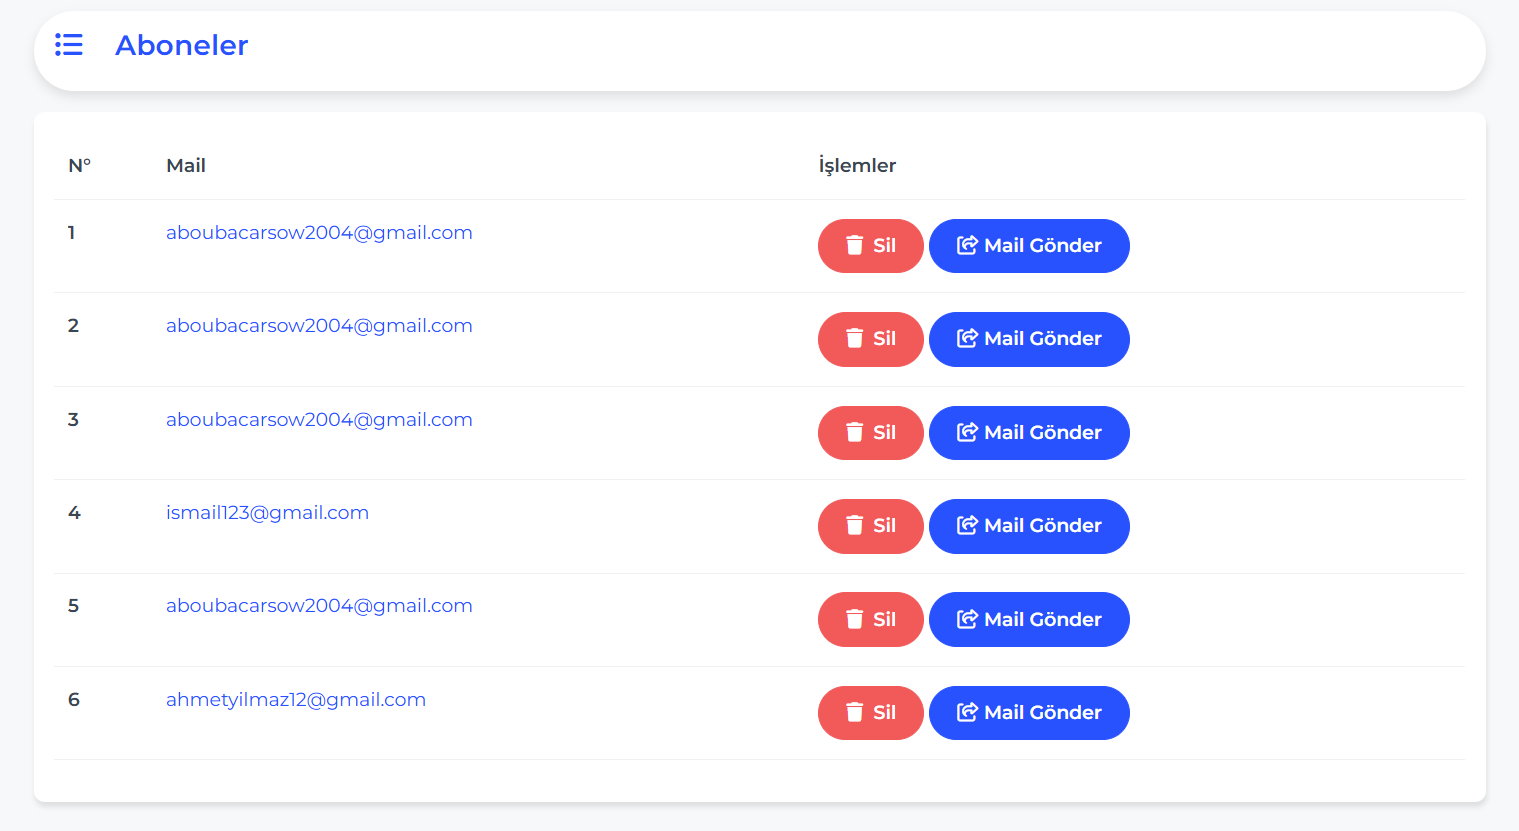 Aboneler
N° Mail İşlemler
1 aboubacarsow2004@gmail.com Sil Mail Gönder
2 aboubacarsow2004@gmail.com Sil Mail Gönder
3 aboubacarsow2004@gmail.com Sil Mail Gönder
4 ismail123@gmail.com Sil Mail Gönder
5 aboubacarsow2004@gmail.com Sil Mail Gönder
6 ahmetyilmaz12@gmail.com Sil Mail Gönder